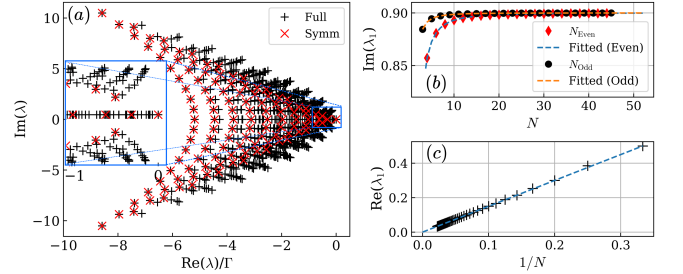 (a)
Full
Symm
Im(λ)
10
5
0
−5
−10
−1
0
−10
−8
−6
−4
−2
0
Re(λ)/Γ
Im(λ₁)
0.90
0.85
(b)
N_Even
Fitted (Even)
N_Odd
Fitted (Odd)
10
20
30
40
50
N
Re(λ₁)
0.4
0.2
0.0
(c)
0.0
0.1
0.2
0.3
1/N